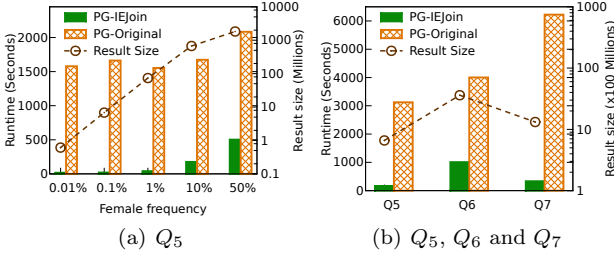 PG-IEJoin
PG-Original
Result Size
Runtime (Seconds)
2000
1500
1000
500
0
Result size (Millions)
10000
1000
100
10
1
0.1
0.01%
0.1%
1%
10%
50%
Female frequency
(a) Q5
PG-IEJoin
PG-Original
Result Size
Runtime (Seconds)
6000
5000
4000
3000
2000
1000
0
Result size (x100 Millions)
1000
100
10
1
Q5
Q6
Q7
(b) Q5, Q6 and Q7